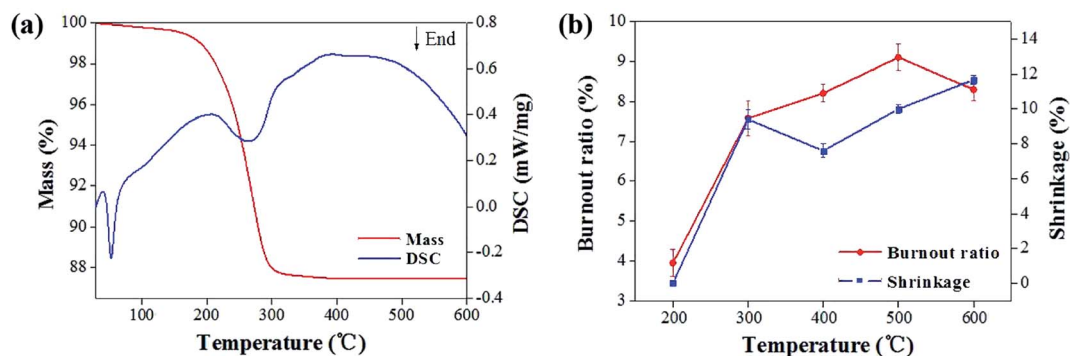 (a)
100
98
96
94
92
90
88
Mass (%)
0.8
0.6
0.4
0.2
0.0
-0.2
-0.4
DSC (mW/mg)
End
Mass
DSC
100 200 300 400 500 600
Temperature (℃)
(b)
10
9
8
7
6
5
4
3
Burnout ratio (%)
14
12
10
8
6
4
2
0
Shrinkage (%)
Burnout ratio
Shrinkage
200 300 400 500 600
Temperature (℃)